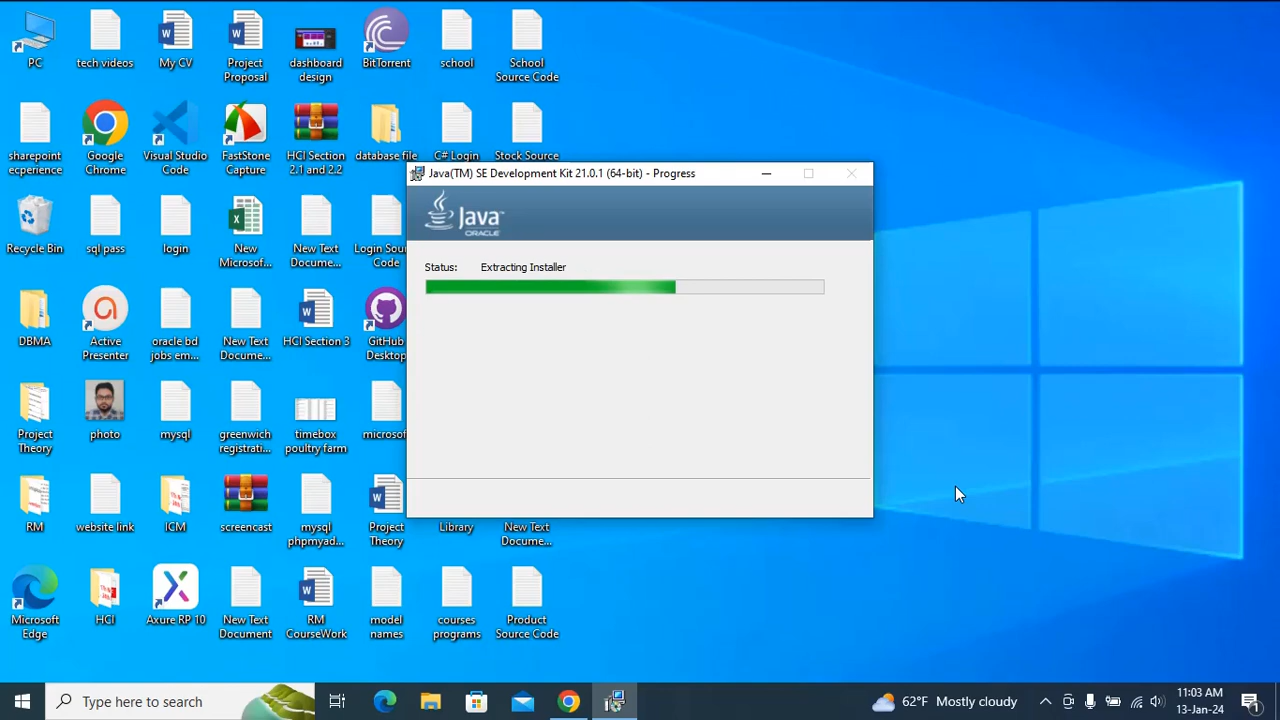 PC
tech videos
My CV
Project
Proposal
dashboard
design
BitTorrent
school
School
Source Code
sharepoint
ecperience
Google
Chrome
Visual Studio
Code
FastStone
Capture
HCI Section
2.1 and 2.2
database file
C# Login
Stock Source
Java(TM) SE Development Kit 21.0.1 (64-bit) - Progress
Java
ORACLE
Status: Extracting Installer
Recycle Bin
sql pass
login
New
Microsof...
New Text
Docume...
Login Sou
Code
DBMA
Active
Presenter
oracle bd
jobs em...
New Text
Docume...
HCI Section 3
GitHub
Desktop
Project
Theory
photo
mysql
greenwich
registrati...
timebox
poultry farm
microsof
RM
website link
ICM
screencast
mysql
phpmyad...
Project
Theory
Library
New Text
Docume...
Microsoft
Edge
HCI
Axure RP 10
New Text
Document
RM
CourseWork
model
names
courses
programs
Product
Source Code
Type here to search
62°F Mostly cloudy
11:03 AM
13-Jan-24
1